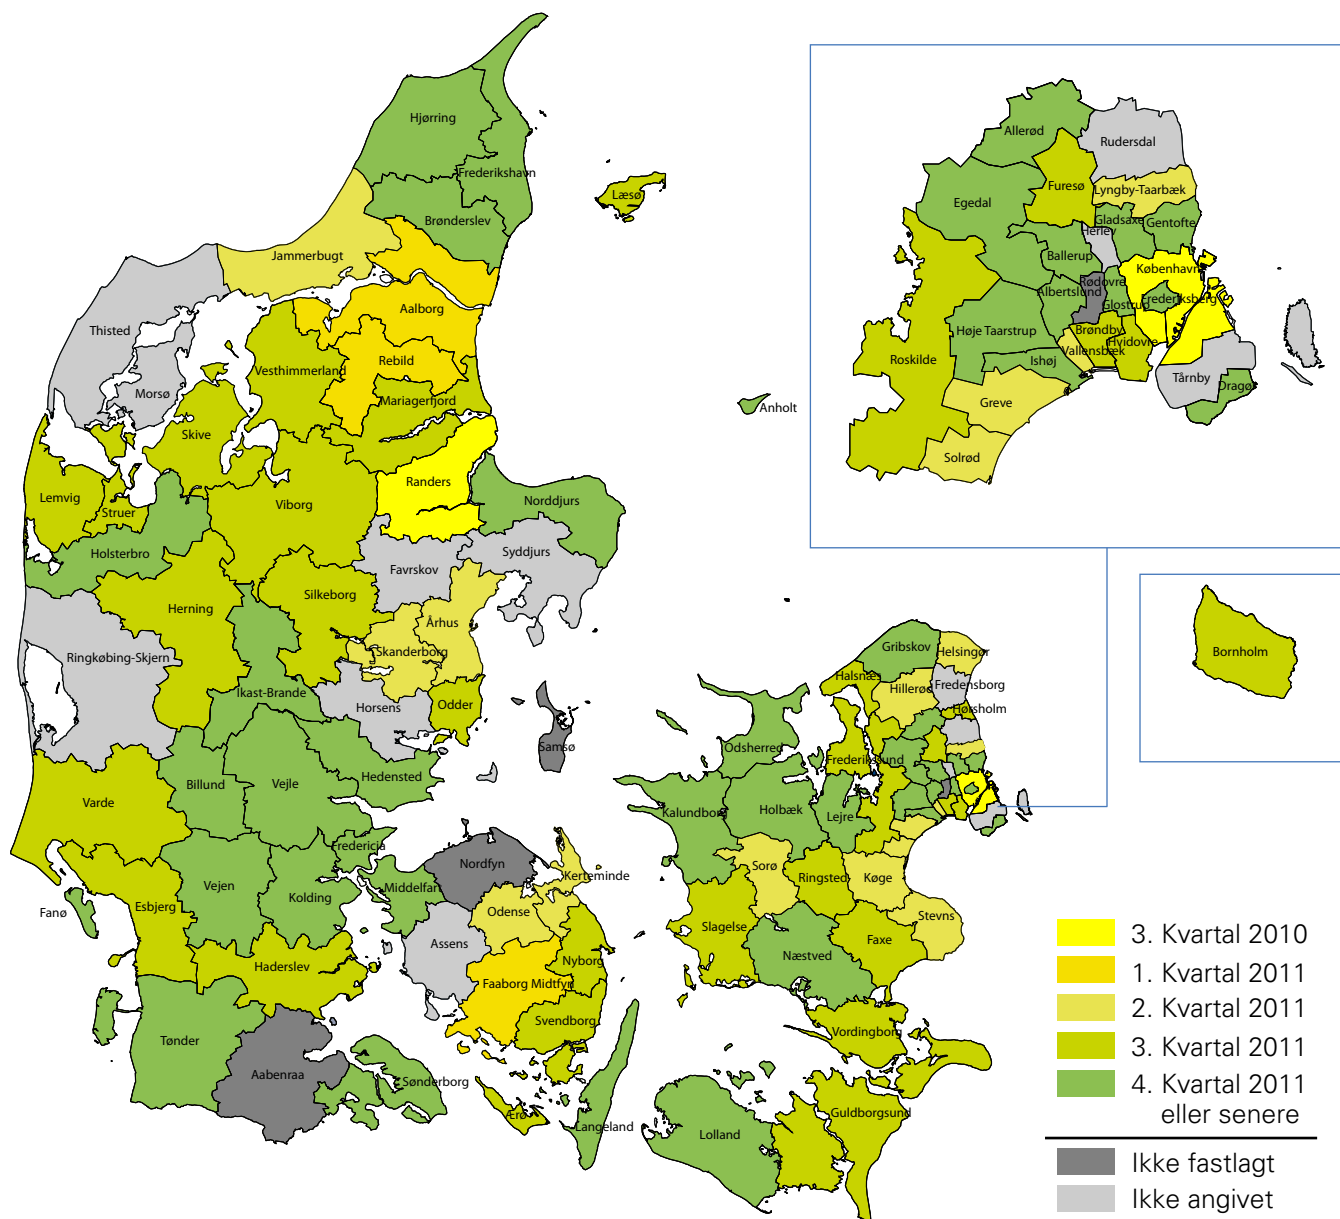 Hjørring
Frederikshavn
Brønderslev
Læsø
Jammerbugt
Aalborg
Thisted
Rebild
Vesthimmerland
Morsø
Mariagerfjord
Anholt
Skive
Randers
Lemvig
Struer
Viborg
Norddjurs
Holsterbro
Syddjurs
Favrskov
Herning
Silkeborg
Århus
Skanderborg
Ringkøbing-Skjern
Ikast-Brande
Horsens
Odder
Samsø
Hedensted
Billund
Vejle
Varde
Fredericia
Nordfyn
Kerteminde
Middelfart
Vejen
Kolding
Esbjerg
Fanø
Odense
Assens
Nyborg
Haderslev
Faaborg Midtfyn
Svendborg
Tønder
Aabenraa
Sønderborg
Ærø
Langeland
Allerød
Rudersdal
Furesø
Lyngby-Taarbæk
Egedal
Gladsaxe
Gentofte
Herlev
Ballerup
København
Rødovre
Albertslund
Frederiksberg
Glostrup
Høje Taarstrup
Brøndby
Hvidovre
Vallensbæk
Roskilde
Ishøj
Tårnby
Dragør
Greve
Solrød
Bornholm
Gribskov
Helsingør
Halsnæs
Hillerød
Fredensborg
Hørsholm
Odsherred
Frederikssund
Kalundborg
Holbæk
Lejre
Sorø
Ringsted
Køge
Stevns
Slagelse
Faxe
Næstved
Vordingborg
Guldborgsund
Lolland
3. Kvartal 2010
1. Kvartal 2011
2. Kvartal 2011
3. Kvartal 2011
4. Kvartal 2011
eller senere
Ikke fastlagt
Ikke angivet